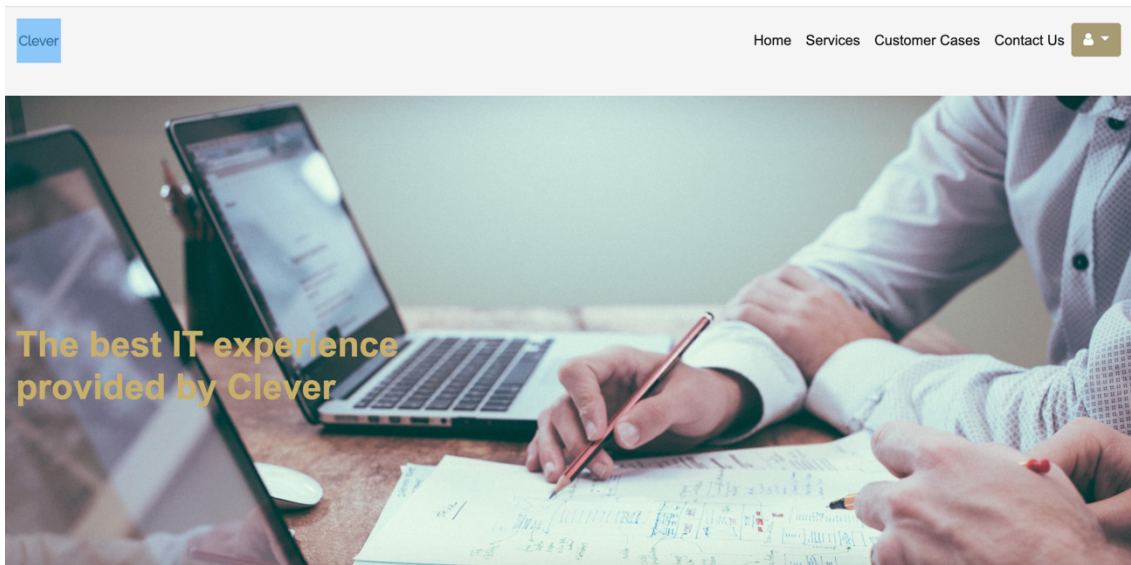 Clever
Home Services Customer Cases Contact Us
The best IT experience
provided by Clever